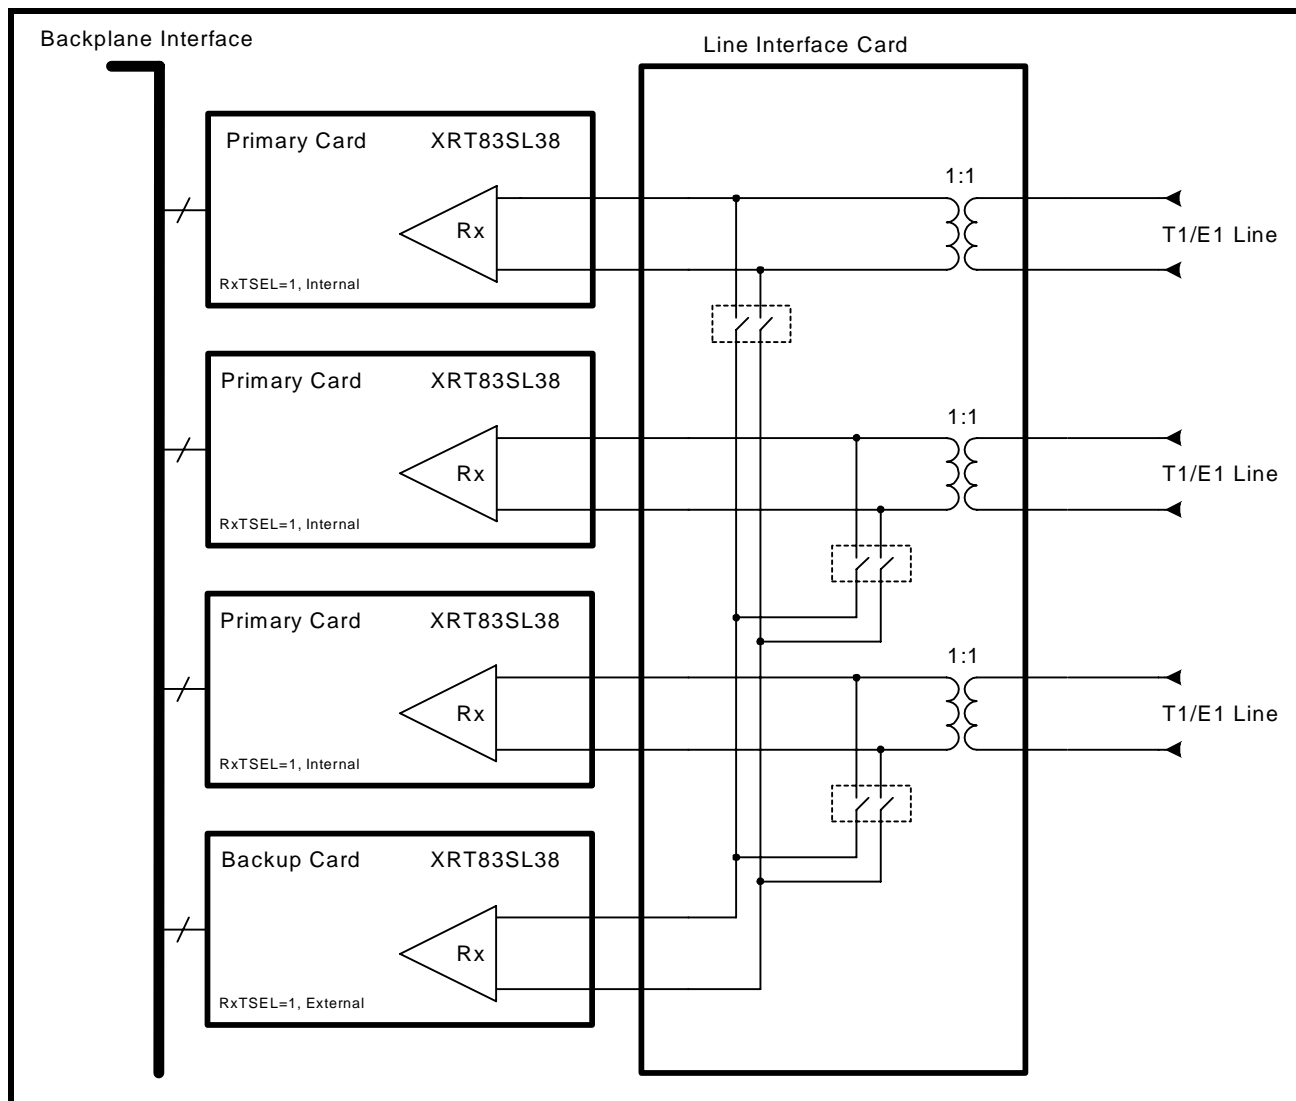 Backplane Interface
Line Interface Card
Primary Card XRT83SL38
1:1
Rx
T1/E1 Line
RxTSEL=1, Internal
Primary Card XRT83SL38
1:1
Rx
T1/E1 Line
RxTSEL=1, Internal
Primary Card XRT83SL38
1:1
Rx
T1/E1 Line
RxTSEL=1, Internal
Backup Card XRT83SL38
Rx
RxTSEL=1, External